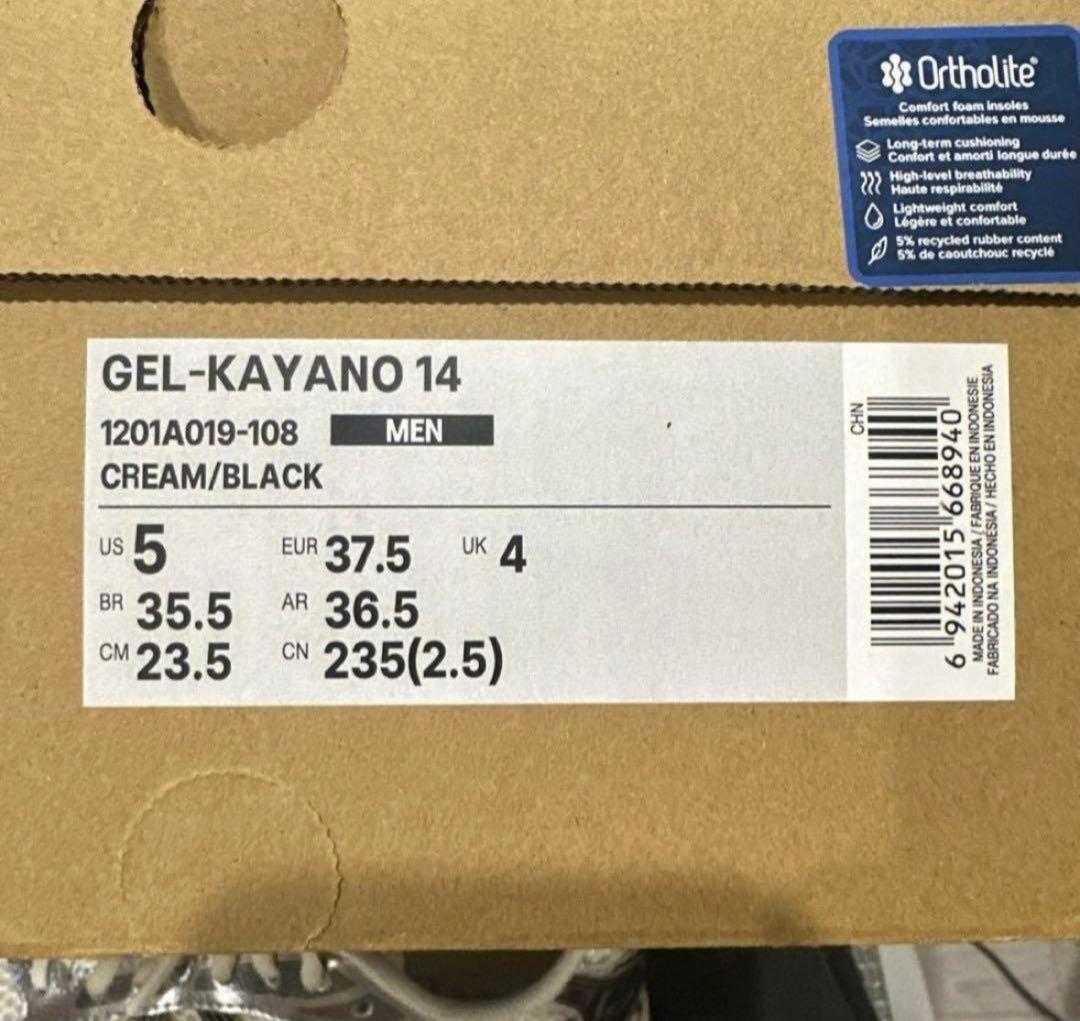 Ortholite®
Comfort foam insoles
Semelles confortables en mousse
Long-term cushioning
Confort et amorti longue durée
High-level breathability
Haute respirabilité
Lightweight comfort
Légère et confortable
5% recycled rubber content
5% de caoutchouc recyclé
GEL-KAYANO 14
1201A019-108 MEN
CREAM/BLACK
US 5 EUR 37.5 UK 4
BR 35.5 AR 36.5
CM 23.5 CN 235(2.5)
CHN
6 942015 668940
MADE IN INDONESIA / FABRIQUE EN INDONESIE
FABRICADO NA INDONÉSIA / HECHO EN INDONESIA